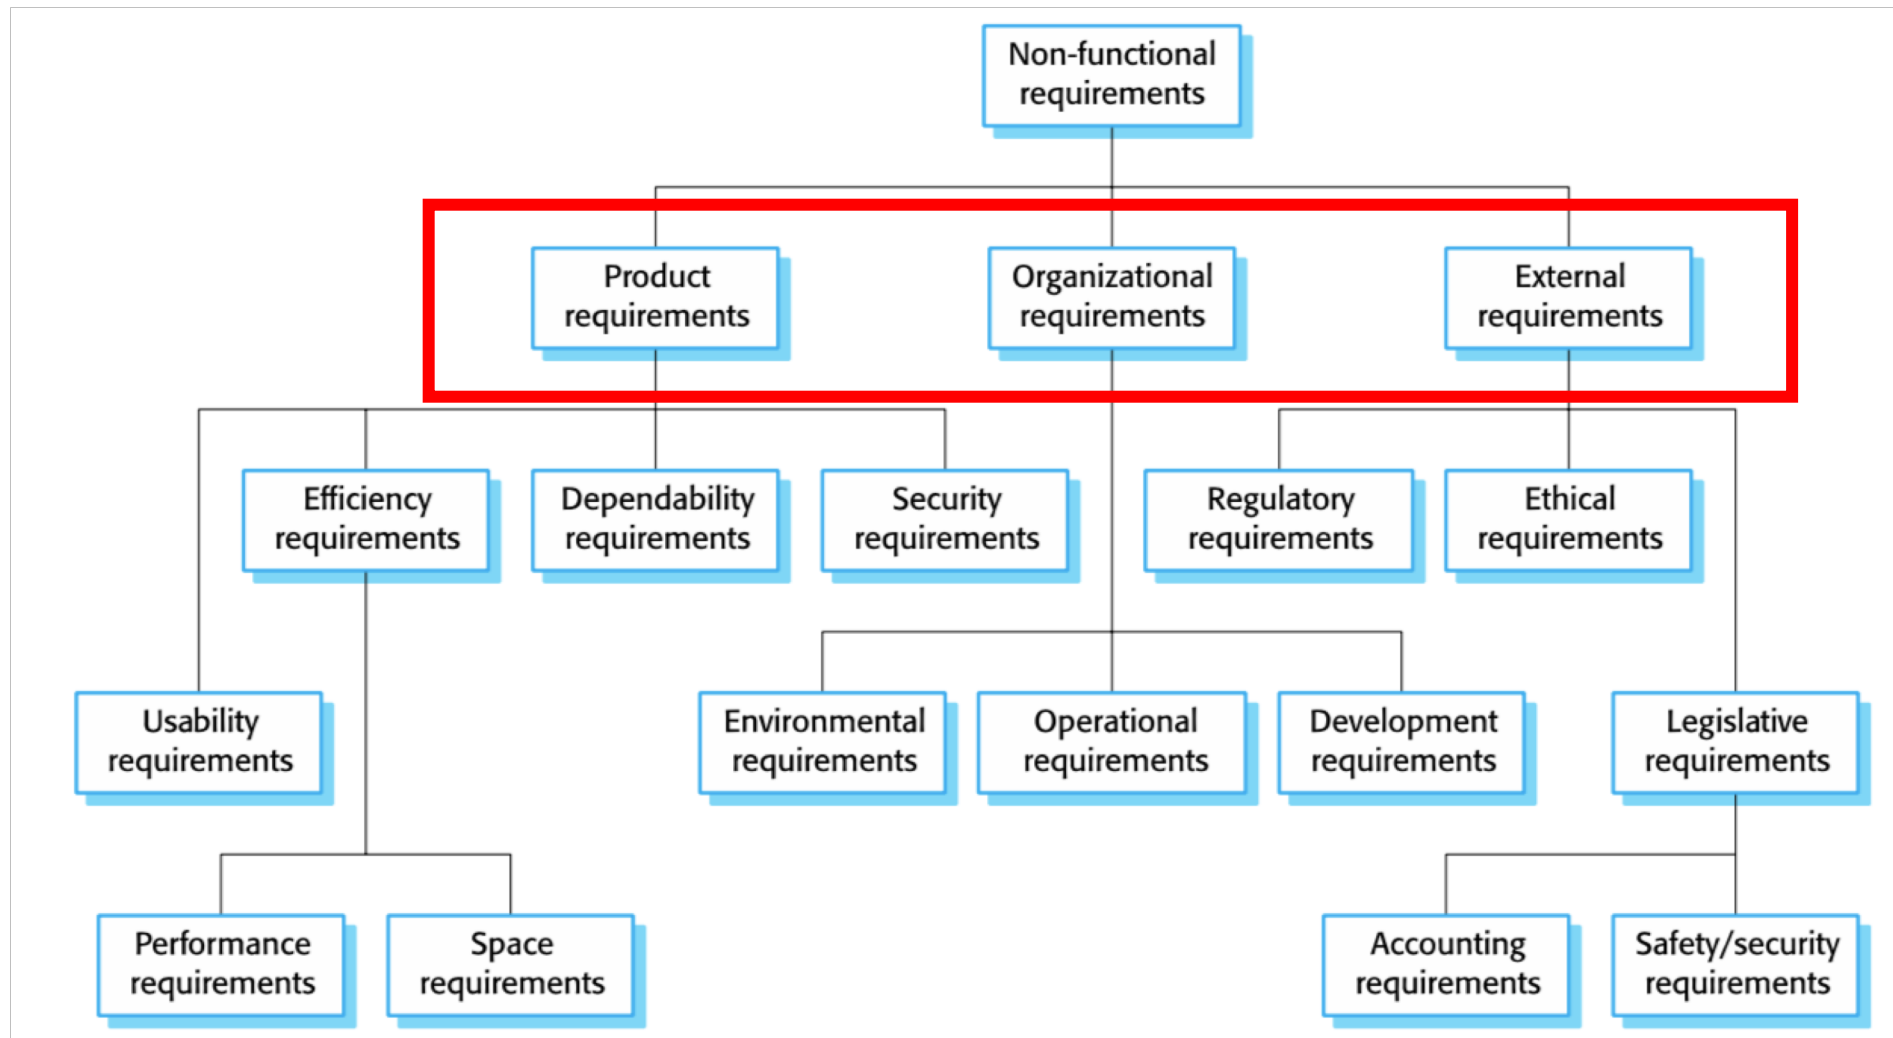 Non-functional
requirements
Product
requirements
Organizational
requirements
External
requirements
Efficiency
requirements
Dependability
requirements
Security
requirements
Regulatory
requirements
Ethical
requirements
Usability
requirements
Environmental
requirements
Operational
requirements
Development
requirements
Legislative
requirements
Performance
requirements
Space
requirements
Accounting
requirements
Safety/security
requirements